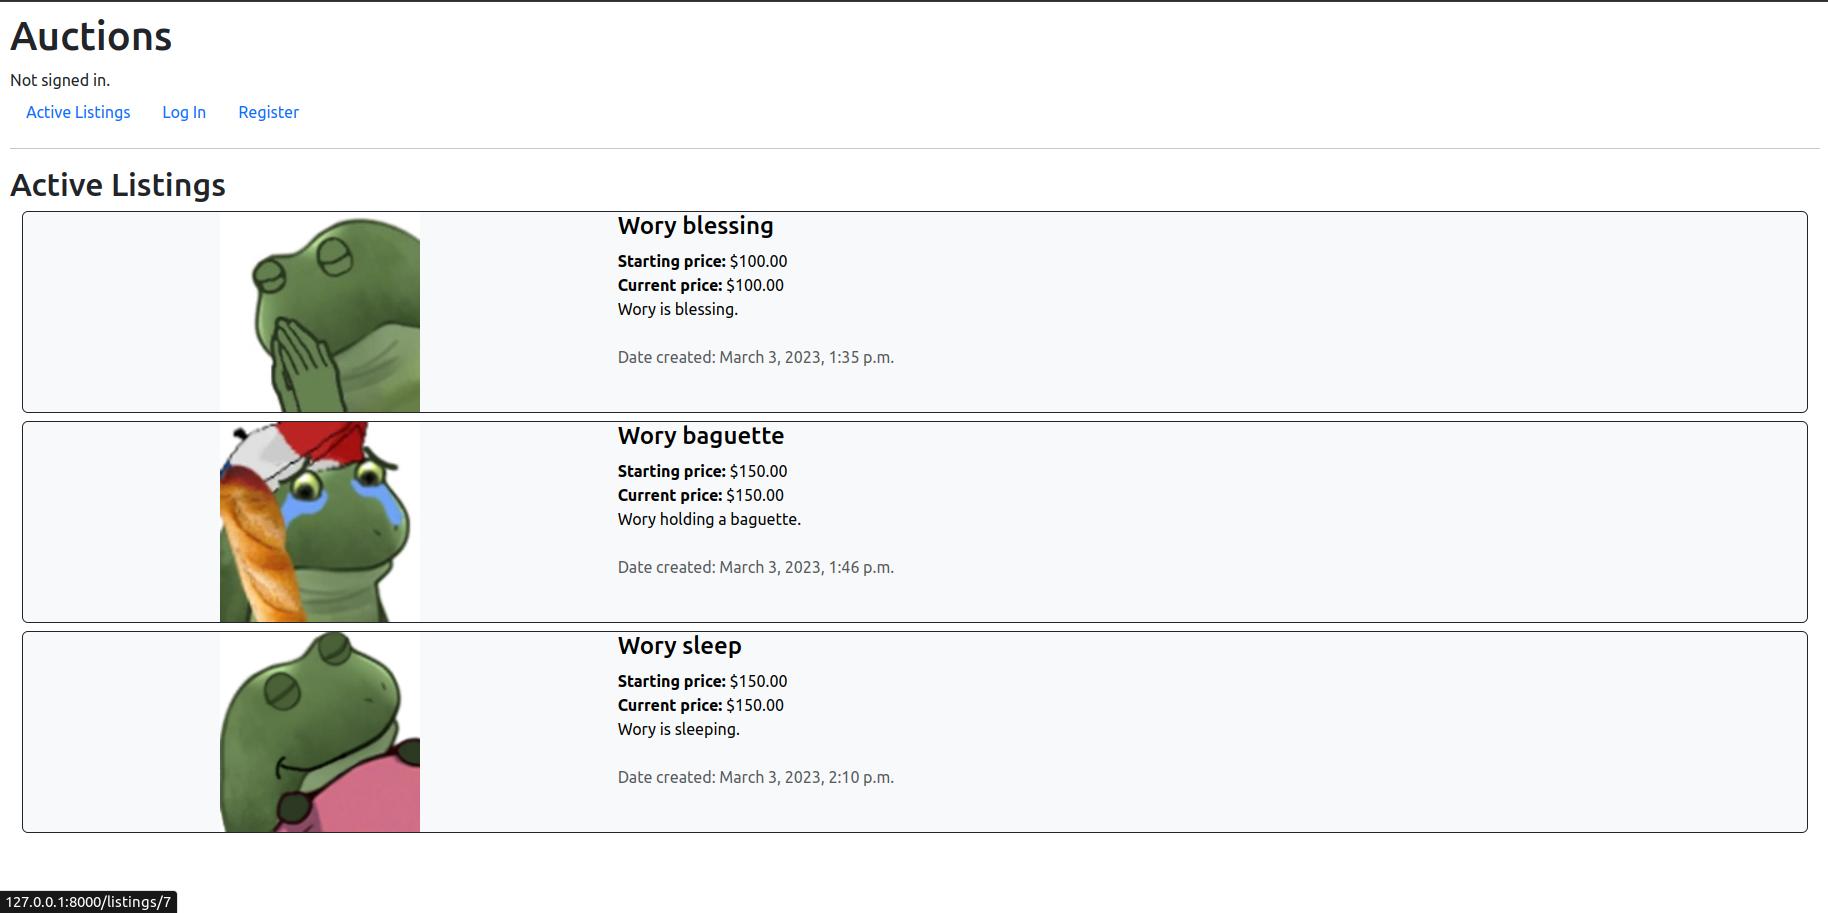 Auctions
Not signed in.
Active Listings Log In Register
Active Listings
Wory blessing
Starting price: $100.00
Current price: $100.00
Wory is blessing.
Date created: March 3, 2023, 1:35 p.m.
Wory baguette
Starting price: $150.00
Current price: $150.00
Wory holding a baguette.
Date created: March 3, 2023, 1:46 p.m.
Wory sleep
Starting price: $150.00
Current price: $150.00
Wory is sleeping.
Date created: March 3, 2023, 2:10 p.m.
127.0.0.1:8000/listings/7